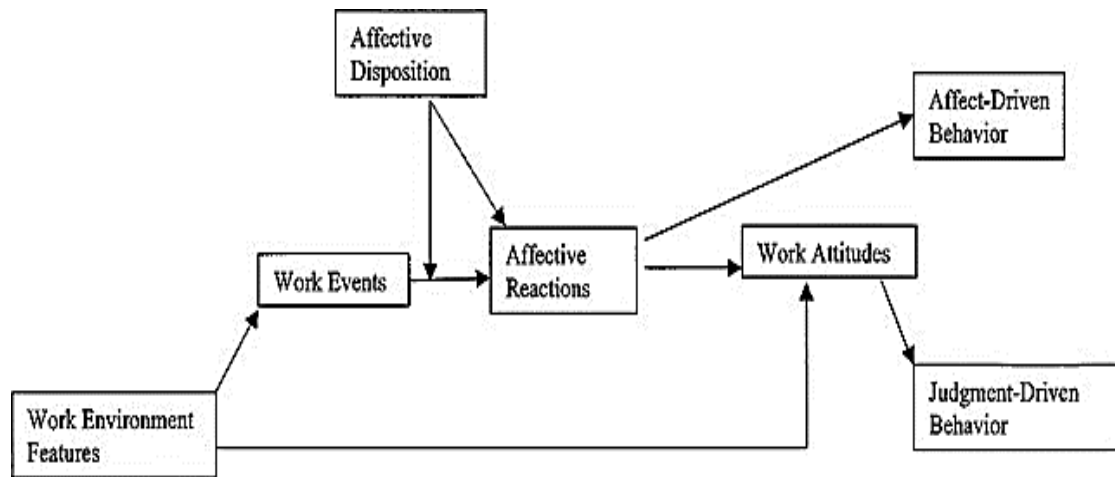 Affective
Disposition
Affect-Driven
Behavior
Work Events
Affective
Reactions
Work Attitudes
Work Environment
Features
Judgment-Driven
Behavior